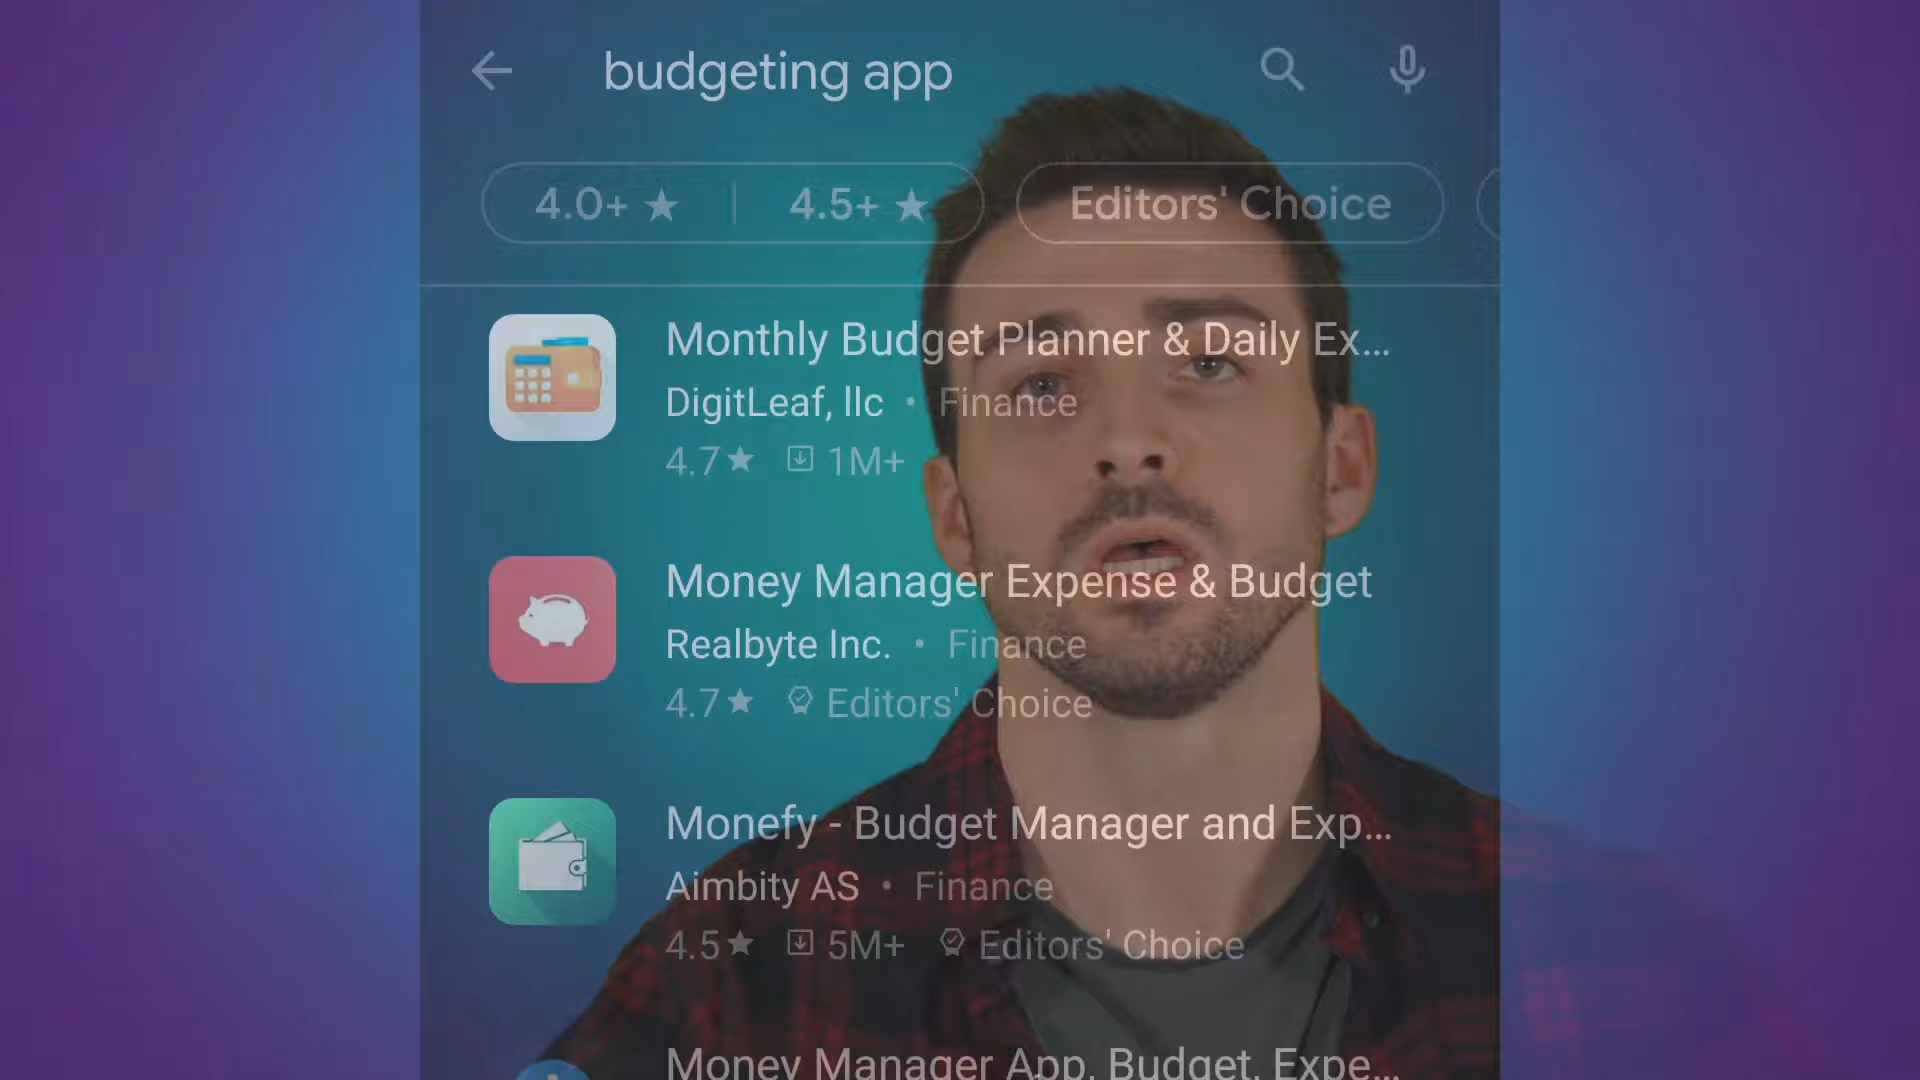 budgeting app
4.0+ ★ | 4.5+ ★ Editors' Choice
Monthly Budget Planner & Daily Ex...
DigitLeaf, llc • Finance
4.7★ 1M+
Money Manager Expense & Budget
Realbyte Inc. • Finance
4.7★ Editors' Choice
Monefy - Budget Manager and Exp...
Aimbity AS • Finance
4.5★ 5M+ Editors' Choice
Money Manager App, Budget, Expe...